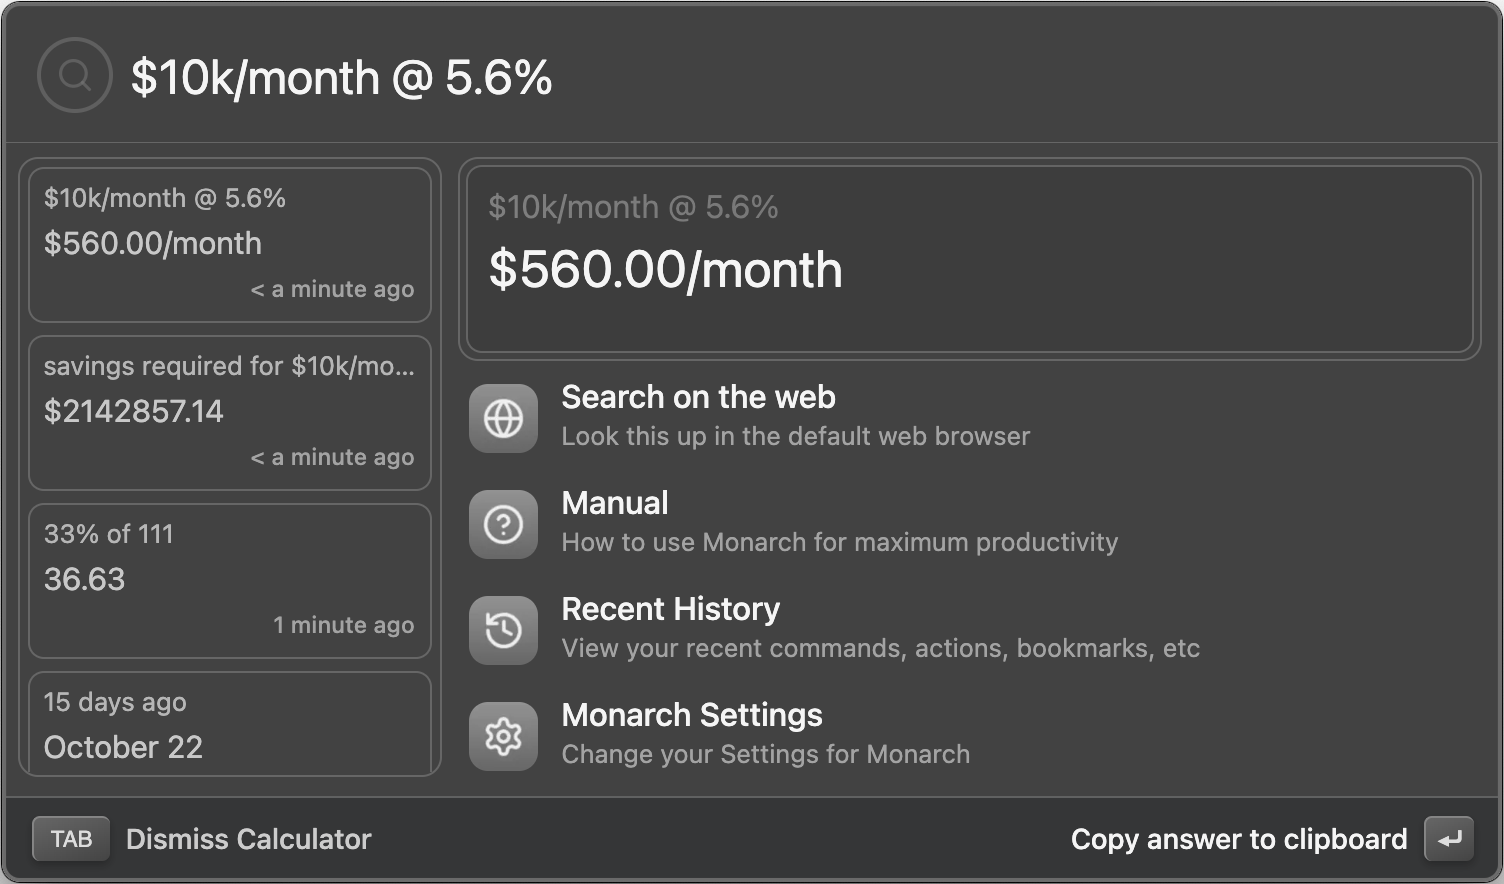 $10k/month @ 5.6%
$10k/month @ 5.6%
$560.00/month
< a minute ago
savings required for $10k/mo...
$2142857.14
< a minute ago
33% of 111
36.63
1 minute ago
15 days ago
October 22
$10k/month @ 5.6%
$560.00/month
Search on the web
Look this up in the default web browser
Manual
How to use Monarch for maximum productivity
Recent History
View your recent commands, actions, bookmarks, etc
Monarch Settings
Change your Settings for Monarch
TAB Dismiss Calculator
Copy answer to clipboard